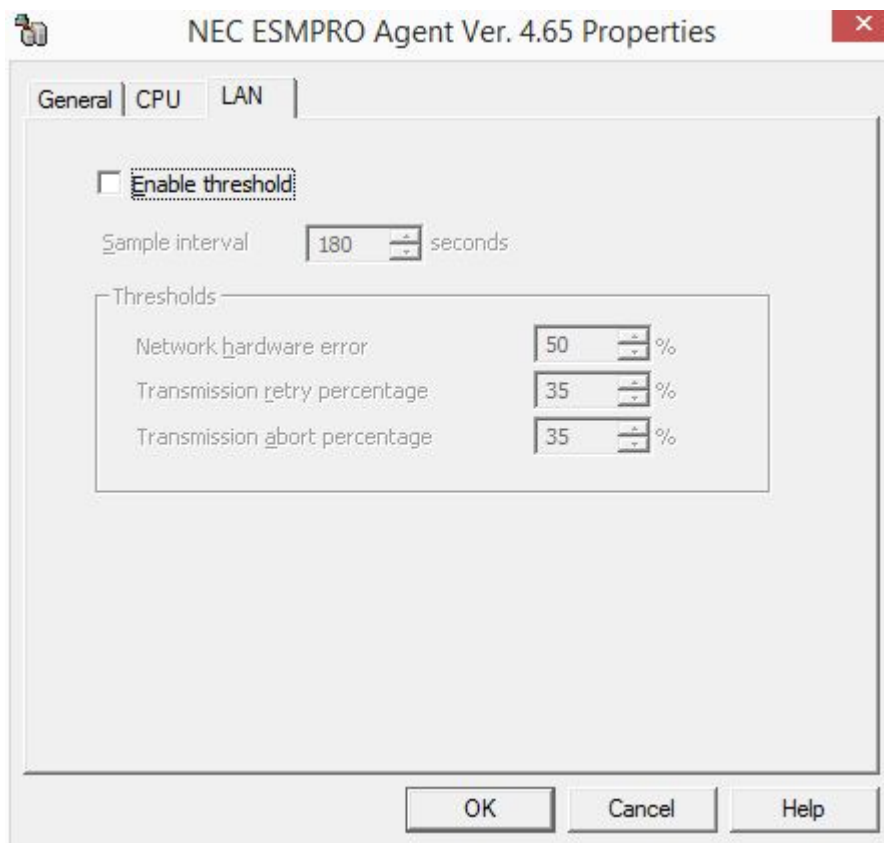 NEC ESMPRO Agent Ver. 4.65 Properties
General CPU LAN
Enable threshold
Sample interval 180 seconds
Thresholds
Network hardware error 50 %
Transmission retry percentage 35 %
Transmission abort percentage 35 %
OK Cancel Help